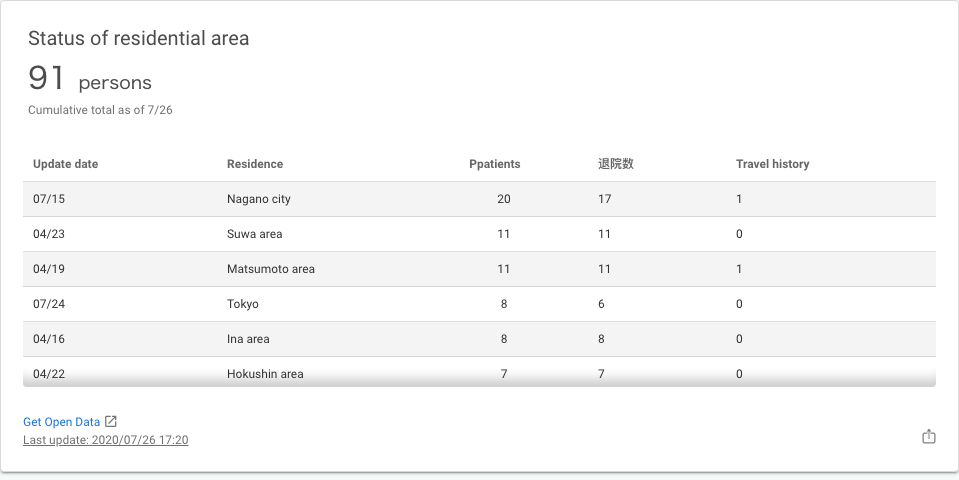 Status of residential area
91 persons
Cumulative total as of 7/26
Update date Residence Ppatients 退院数 Travel history
07/15 Nagano city 20 17 1
04/23 Suwa area 11 11 0
04/19 Matsumoto area 11 11 1
07/24 Tokyo 8 6 0
04/16 Ina area 8 8 0
04/22 Hokushin area 7 7 0
Get Open Data
Last update: 2020/07/26 17:20